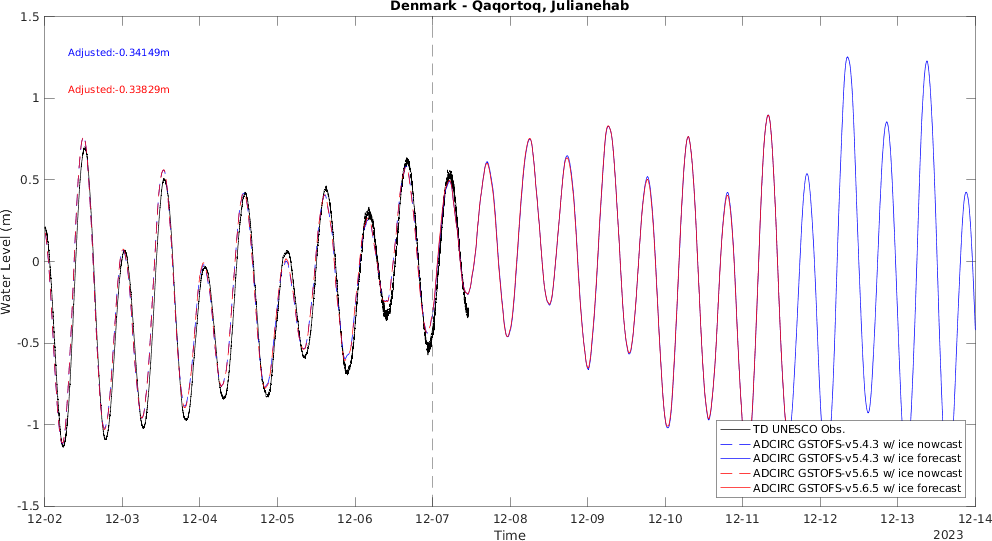 Denmark - Qaqortoq, Julianehab
Adjusted:-0.34149m
Adjusted:-0.33829m
Water Level (m)
1.5
1
0.5
0
-0.5
-1
-1.5
TD UNESCO Obs.
ADCIRC GSTOFS-v5.4.3 w/ ice nowcast
ADCIRC GSTOFS-v5.4.3 w/ ice forecast
ADCIRC GSTOFS-v5.6.5 w/ ice nowcast
ADCIRC GSTOFS-v5.6.5 w/ ice forecast
12-02 12-03 12-04 12-05 12-06 12-07 12-08 12-09 12-10 12-11 12-12 12-13 12-14
Time
2023